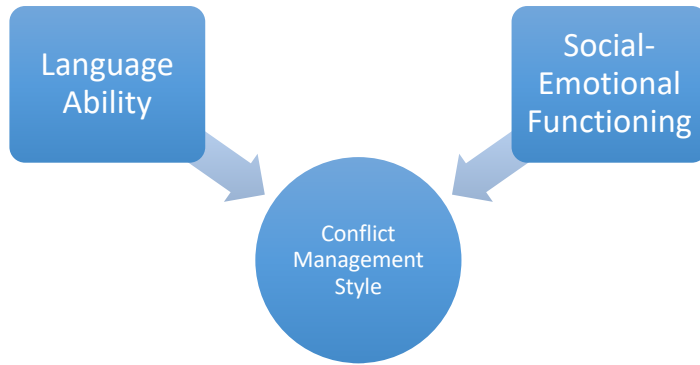 Language
Ability
Social-
Emotional
Functioning
Conflict
Management
Style